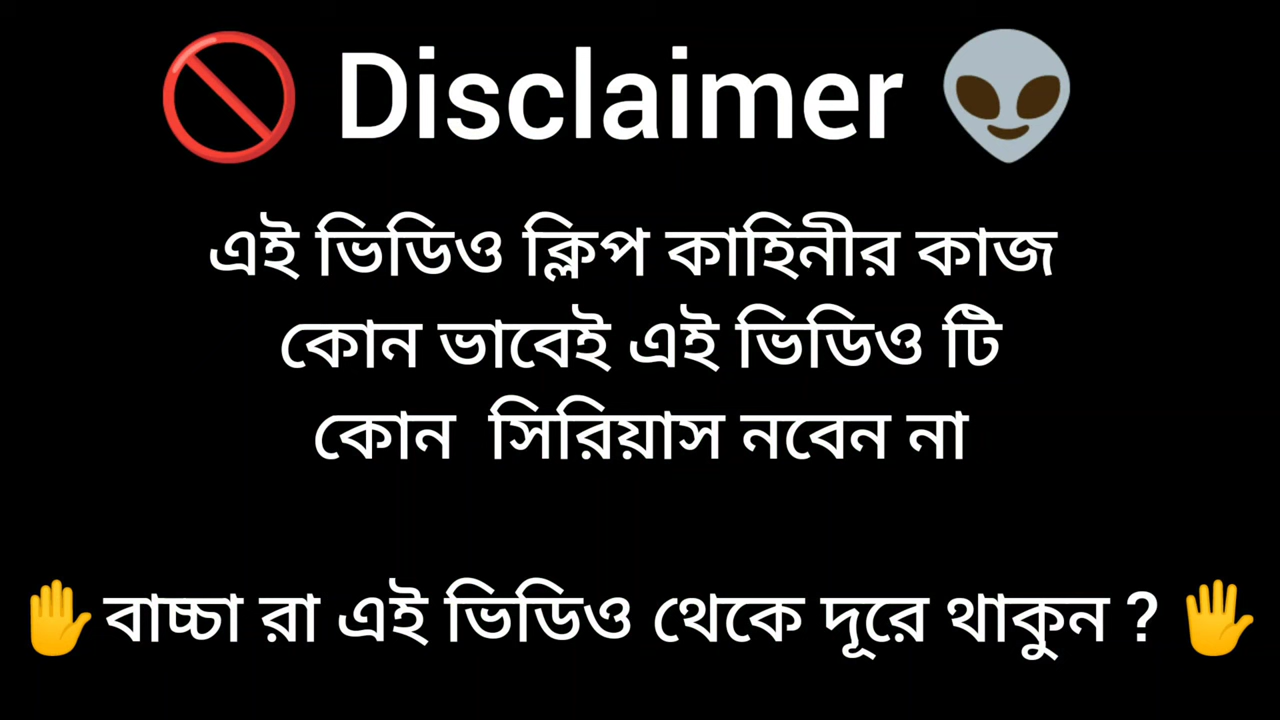 🚫 Disclaimer 👽
এই ভিডিও ক্লিপ কাহিনীর কাজ
কোন ভাবেই এই ভিডিও টি
কোন  সিরিয়াস নবেন না
✋বাচ্চা রা এই ভিডিও থেকে দূরে থাকুন ? 🖐